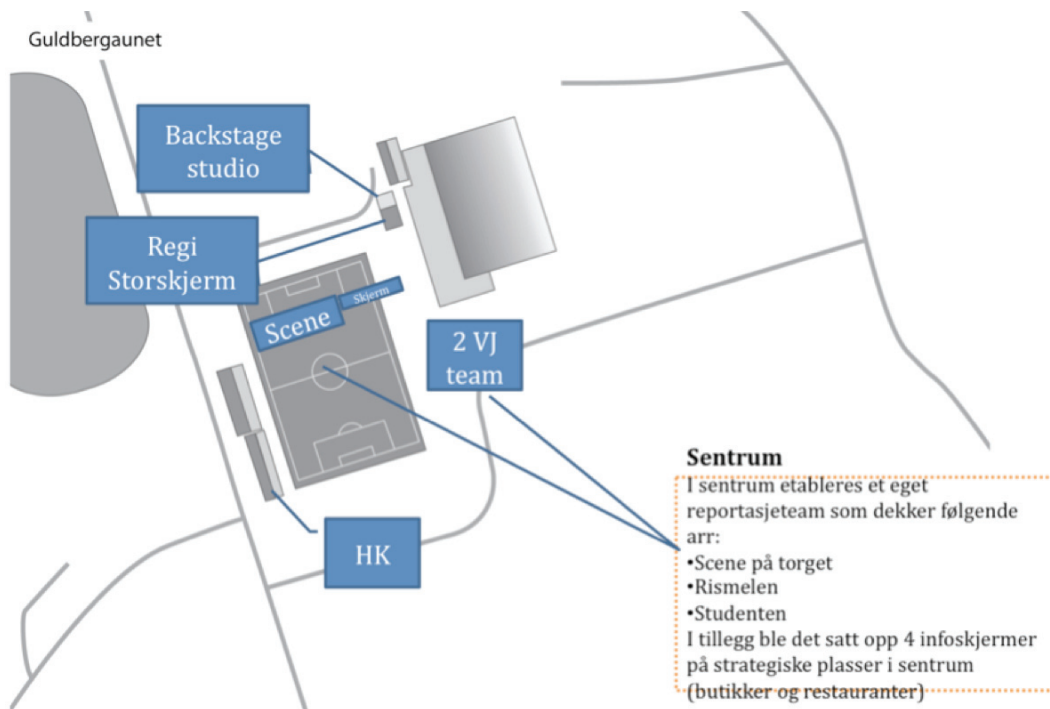 Guldbergaunet
Backstage
studio
Regi
Storskjerm
Skjerm
Scene
2 VJ
team
HK
Sentrum
I sentrum etableres et eget
reportasjeteam som dekker følgende
arr:
•Scene på torget
•Rismelen
•Studenten
I tillegg ble det satt opp 4 infoskjermer
på strategiske plasser i sentrum
(butikker og restauranter)